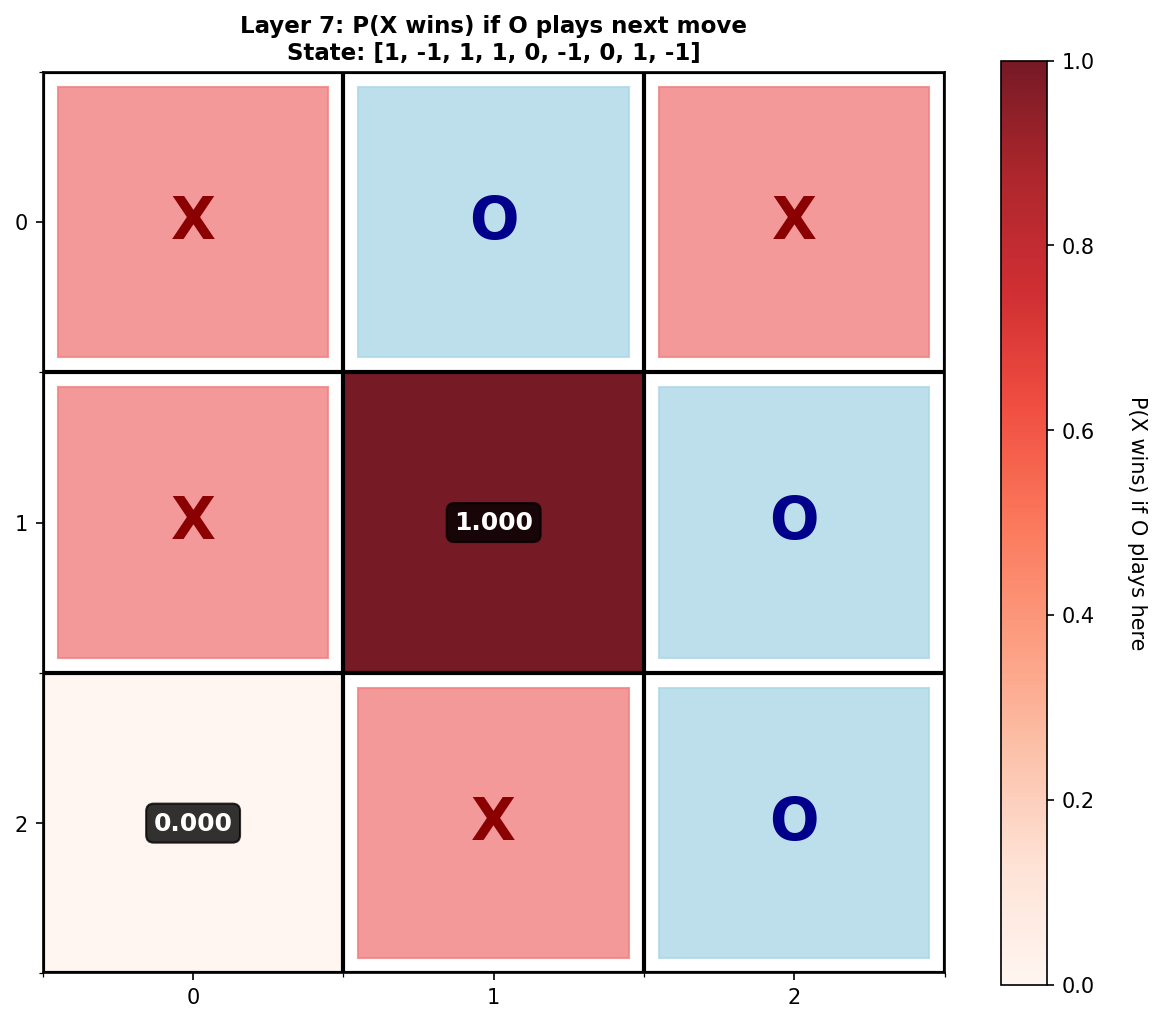 Layer 7: P(X wins) if O plays next move
State: [1, -1, 1, 1, 0, -1, 0, 1, -1]
X
O
X
X
1.000
O
0.000
X
O
0
1
2
0
1
2
1.0
0.8
0.6
0.4
0.2
0.0
P(X wins) if O plays here